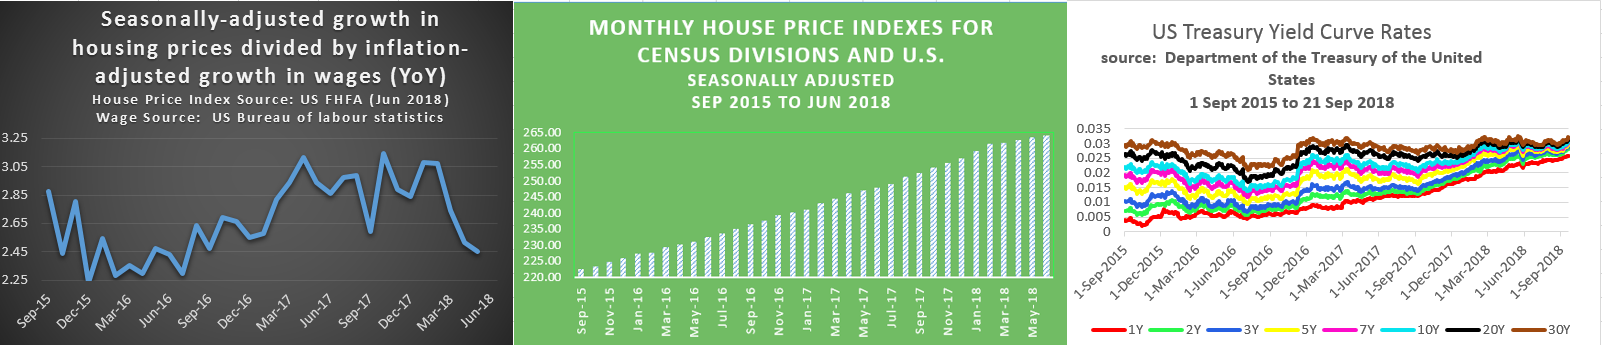 Seasonally-adjusted growth in
housing prices divided by inflation-
adjusted growth in wages (YoY)
House Price Index Source: US FHFA (Jun 2018)
Wage Source:  US Bureau of labour statistics
3.25
3.05
2.85
2.65
2.45
2.25
Sep-15
Dec-15
Mar-16
Jun-16
Sep-16
Dec-16
Mar-17
Jun-17
Sep-17
Dec-17
Mar-18
Jun-18
MONTHLY HOUSE PRICE INDEXES FOR
CENSUS DIVISIONS AND U.S.
SEASONALLY ADJUSTED
SEP 2015 TO JUN 2018
265.00
260.00
255.00
250.00
245.00
240.00
235.00
230.00
225.00
220.00
Sep-15
Nov-15
Jan-16
Mar-16
May-16
Jul-16
Sep-16
Nov-16
Jan-17
Mar-17
May-17
Jul-17
Sep-17
Nov-17
Jan-18
Mar-18
May-18
US Treasury Yield Curve Rates
source:  Department of the Treasury of the United
States
1 Sept 2015 to 21 Sep 2018
0.035
0.03
0.025
0.02
0.015
0.01
0.005
0
1-Sep-2015
1-Dec-2015
1-Mar-2016
1-Jun-2016
1-Sep-2016
1-Dec-2016
1-Mar-2017
1-Jun-2017
1-Sep-2017
1-Dec-2017
1-Mar-2018
1-Jun-2018
1-Sep-2018
1Y 2Y 3Y 5Y 7Y 10Y 20Y 30Y